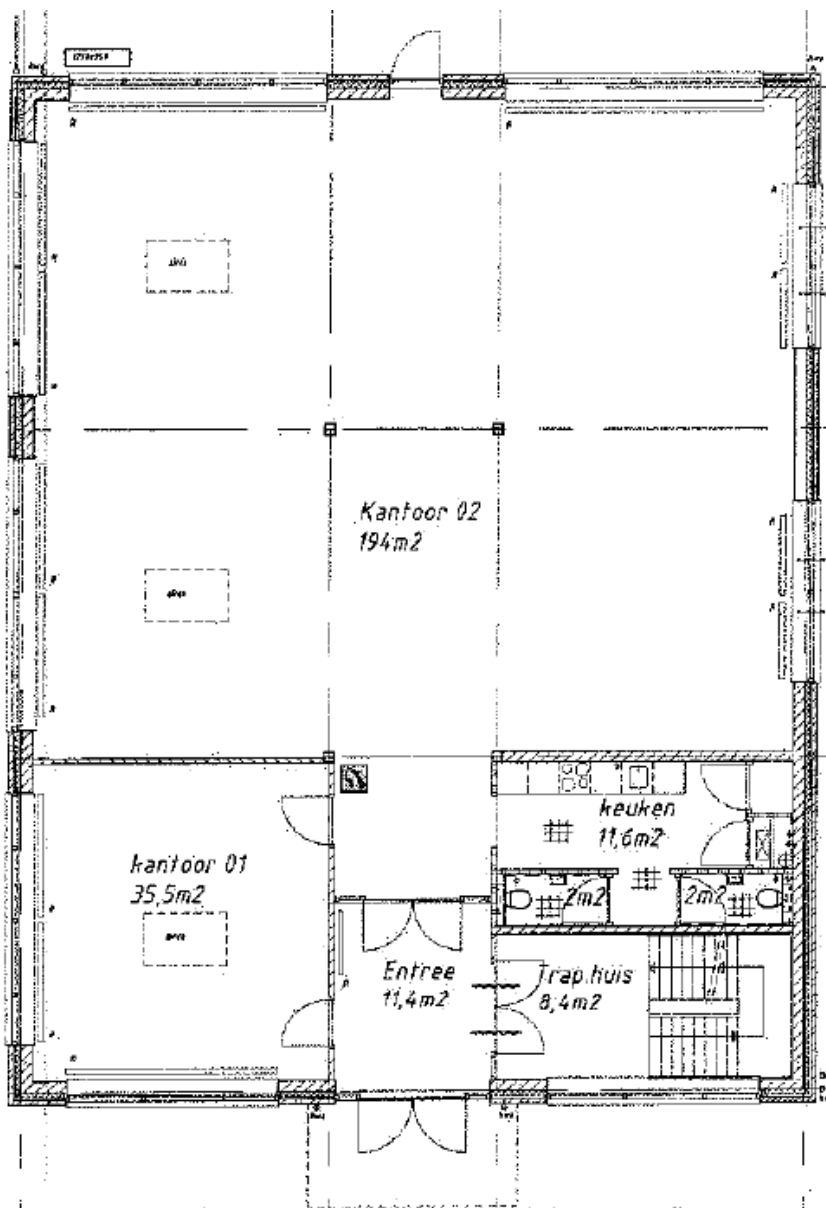 Kantoor 02
194m2
keuken
11,6m2
kantoor 01
35,5m2
2m2
2m2
Entree
11,4m2
Trap.huis
8,4m2